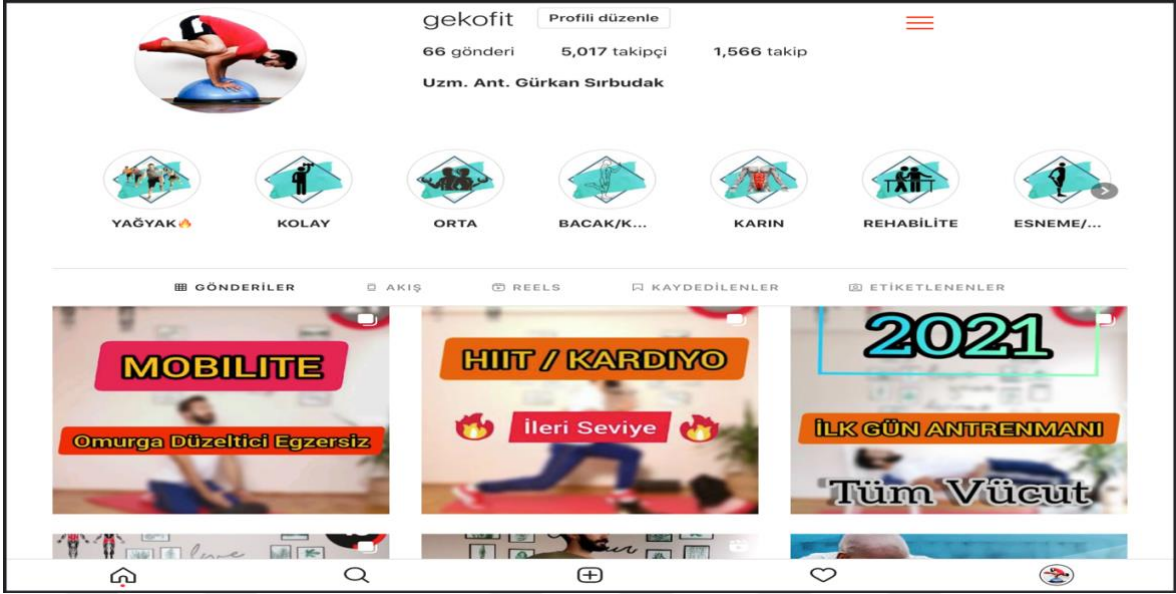 gekofit Profili düzenle
66 gönderi 5,017 takipçi 1,566 takip
Uzm. Ant. Gürkan Sırbudak
YAĞYAK🔥 KOLAY ORTA BACAK/K... KARIN REHABİLİTE ESNEME/...
GÖNDERİLER AKIŞ REELS KAYDEDİLENLER ETİKETLENENLER
MOBILITE
Omurga Düzeltici Egzersiz
HIIT / KARDIYO
İleri Seviye
2021
İLK GÜN ANTRENMANI
Tüm Vücut
love